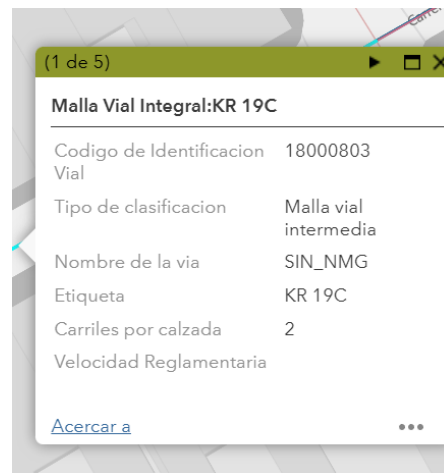 Carre
(1 de 5)
Malla Vial Integral:KR 19C
Codigo de Identificacion Vial 18000803
Tipo de clasificacion Malla vial intermedia
Nombre de la via SIN_NMG
Etiqueta KR 19C
Carriles por calzada 2
Velocidad Reglamentaria
Acercar a